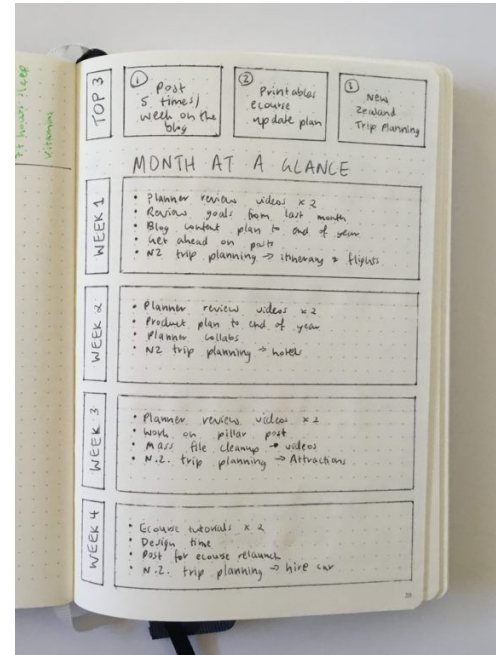 7+ hours sleep
Vitamins
TOP 3
1
Post
5 times/
week on the
blog
2
Printables
ecourse
update plan
3
New
Zealand
Trip Planning
MONTH AT A GLANCE
WEEK 1
• Planner review videos x 2
• Review goals from last month
• Blog content plan to end of year
• Get ahead on posts
• NZ trip planning → itinerary & flights
WEEK 2
• Planner review videos x 2
• Product plan to end of year
• Planner collabs
• NZ trip planning → hotels
WEEK 3
• Planner review videos x 2
• Work on pillar post
• Mass file cleanup → videos
• N.Z. trip planning → Attractions
WEEK 4
• Ecourse tutorials x 2
• Design time
• Post for ecourse relaunch
• N.Z. trip planning → hire car